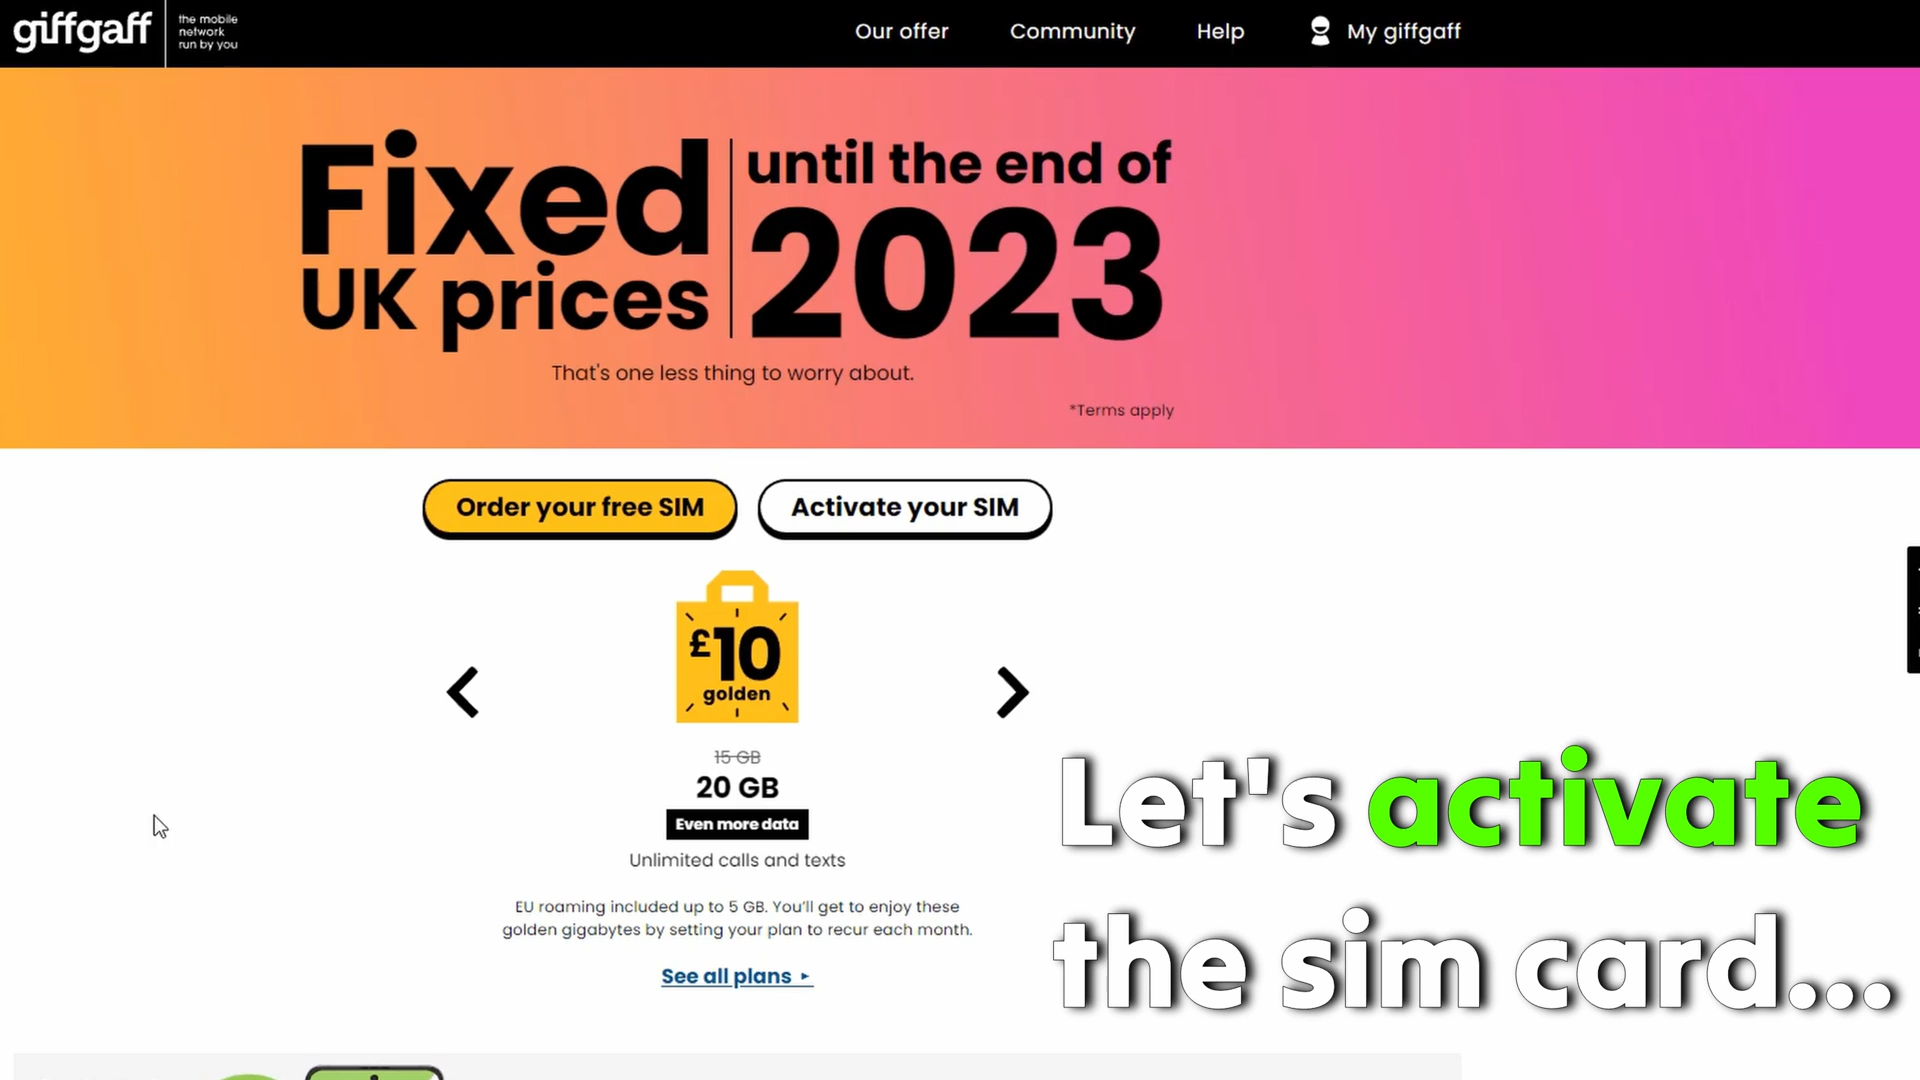 giffgaff
the mobile
network
run by you
Our offer
Community
Help
My giffgaff
Fixed
UK prices
until the end of
2023
That's one less thing to worry about.
*Terms apply
Order your free SIM
Activate your SIM
£10
golden
15 GB
20 GB
Even more data
Unlimited calls and texts
EU roaming included up to 5 GB. You'll get to enjoy these
golden gigabytes by setting your plan to recur each month.
See all plans
Let's activate
the sim card...